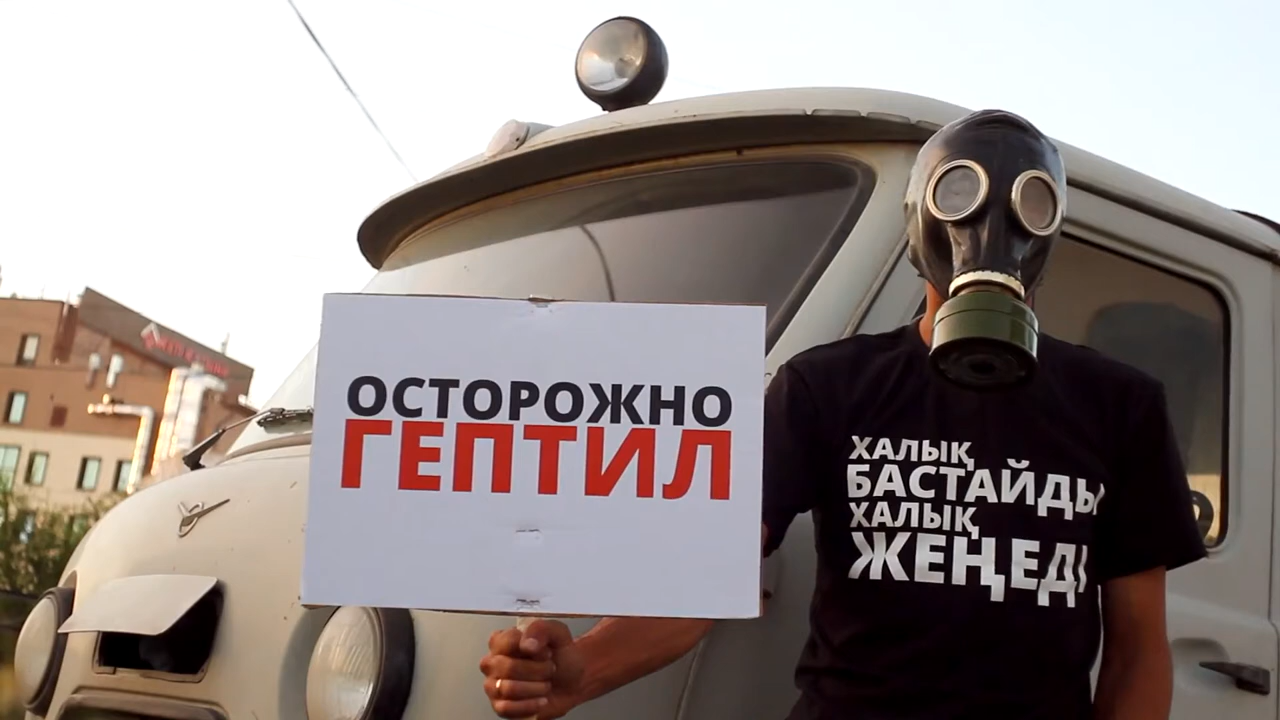 ОСТОРОЖНО
ГЕПТИЛ
ХАЛЫҚ
БАСТАЙДЫ
ХАЛЫҚ
ЖЕҢЕДІ